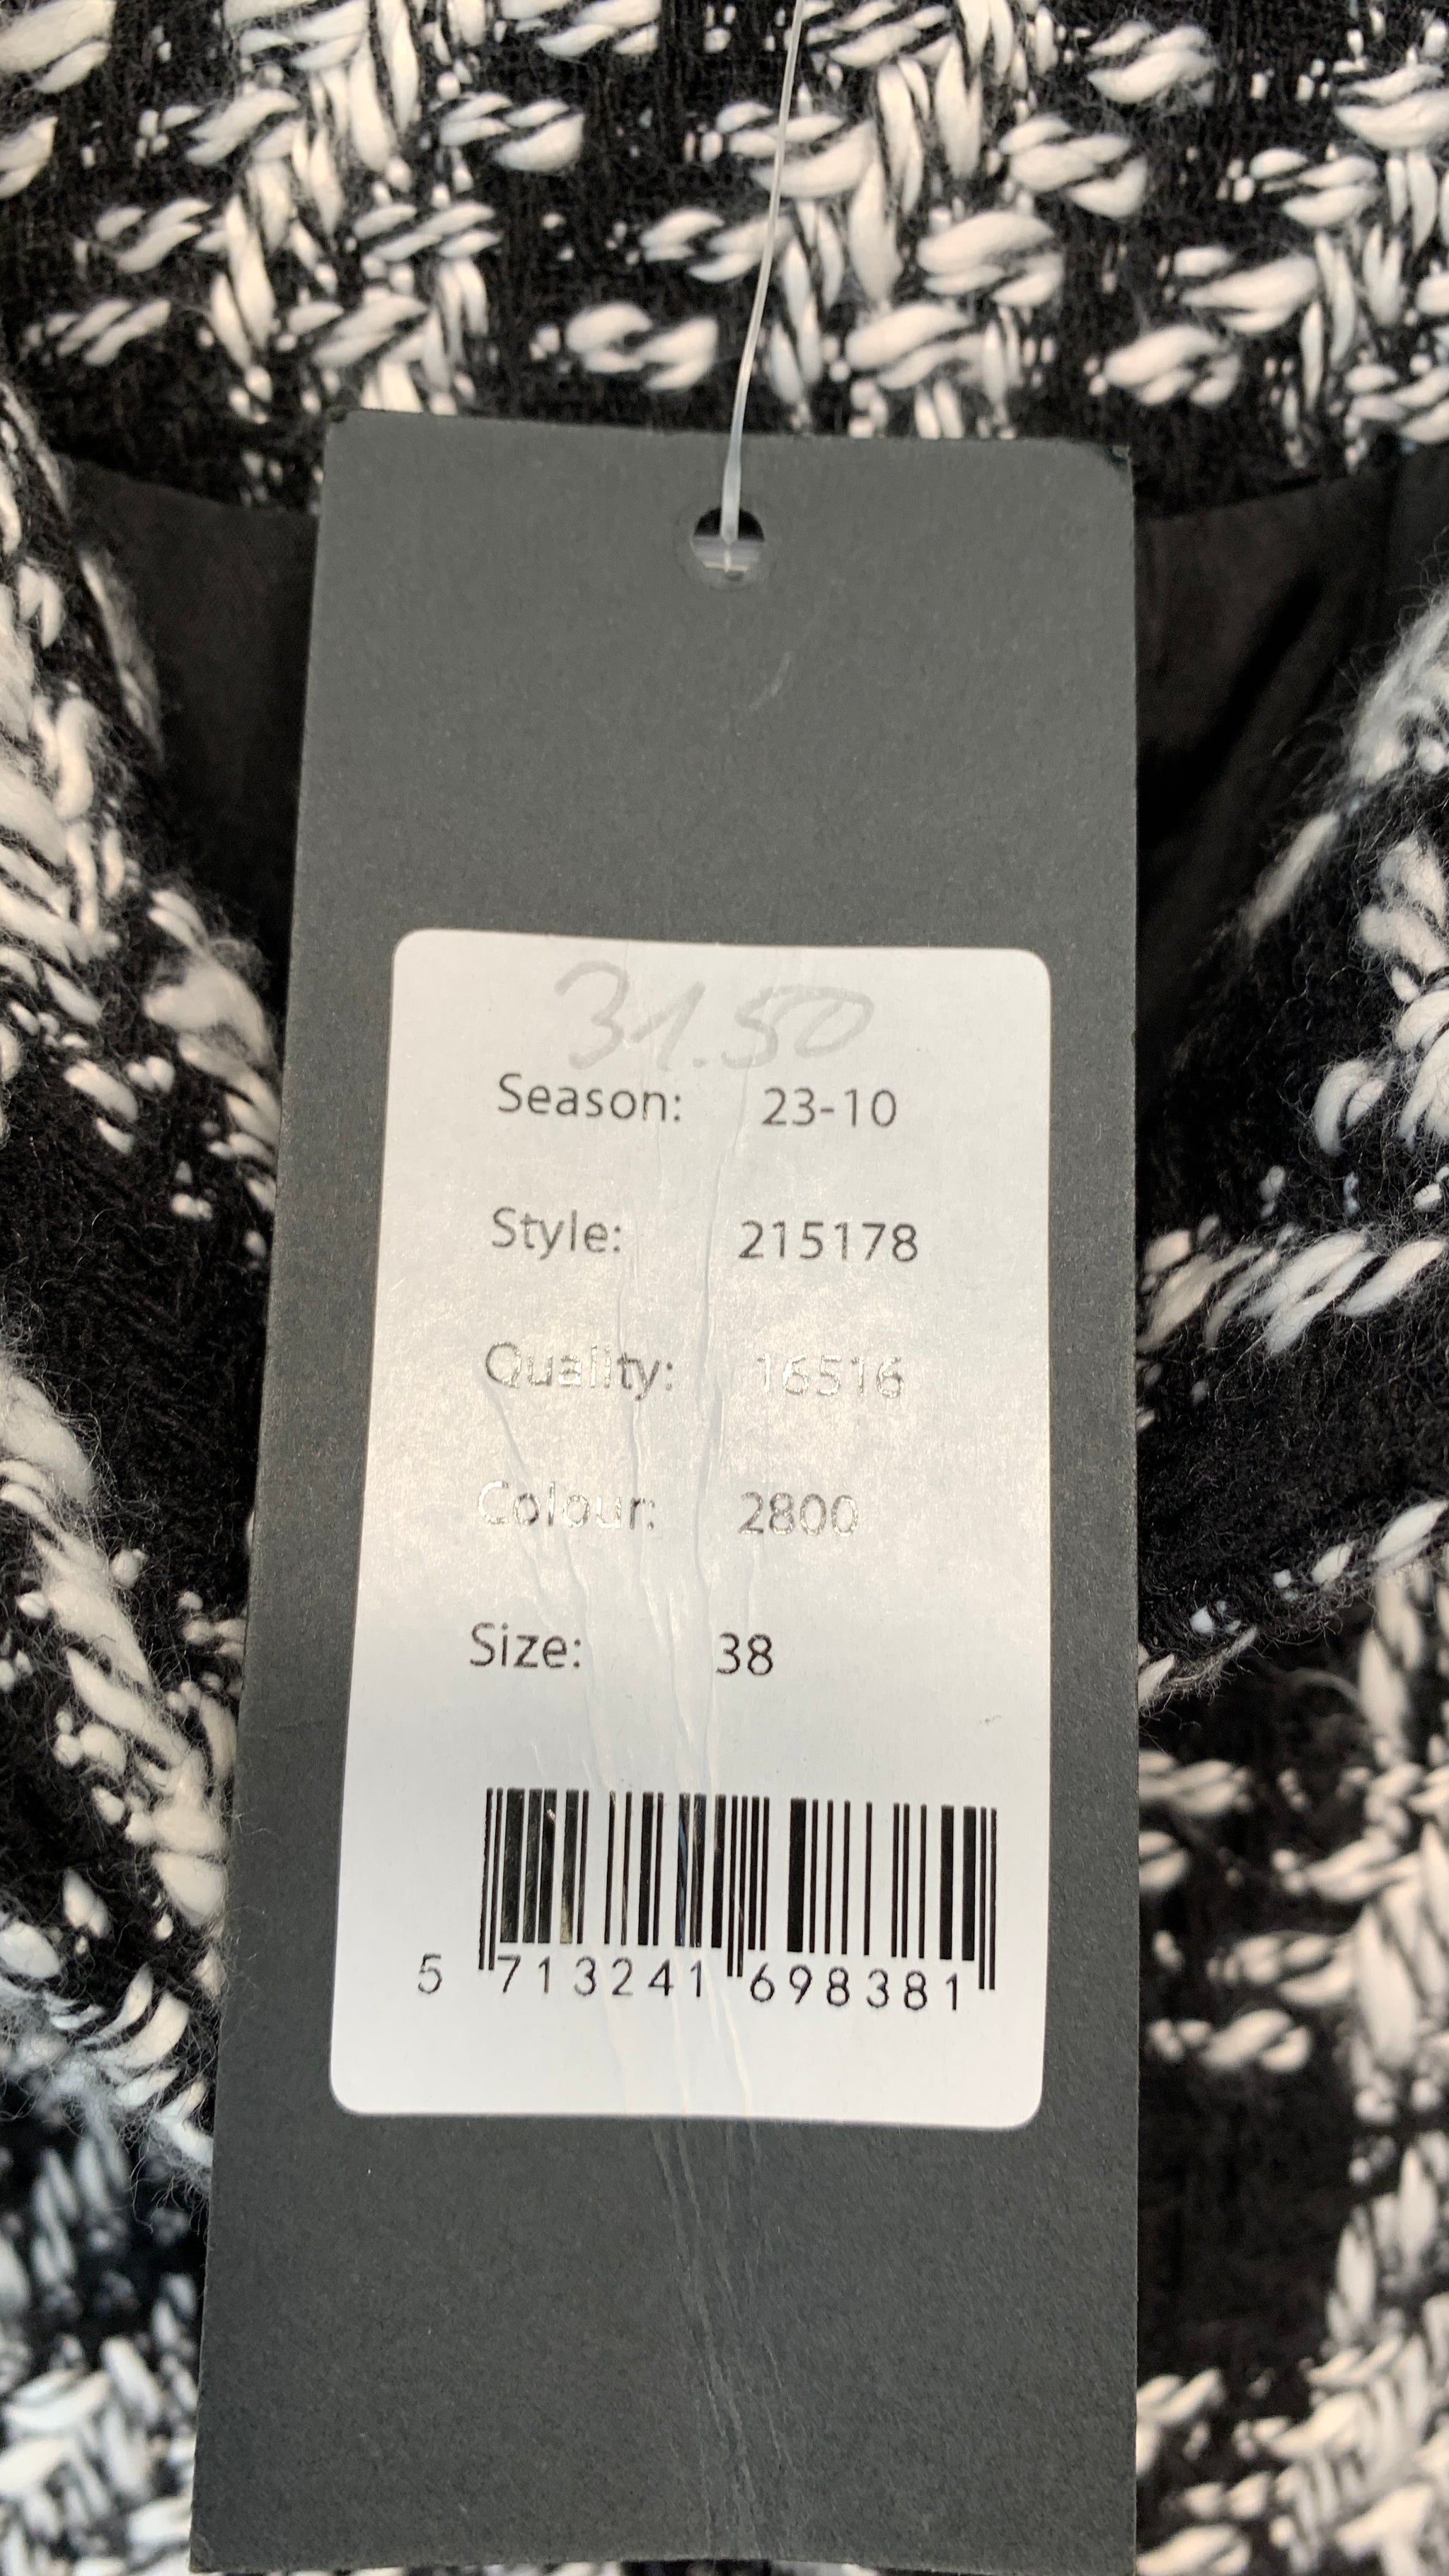 31.50
Season: 23-10
Style: 215178
Quality: 16516
Colour: 2800
Size: 38
5 713241 698381